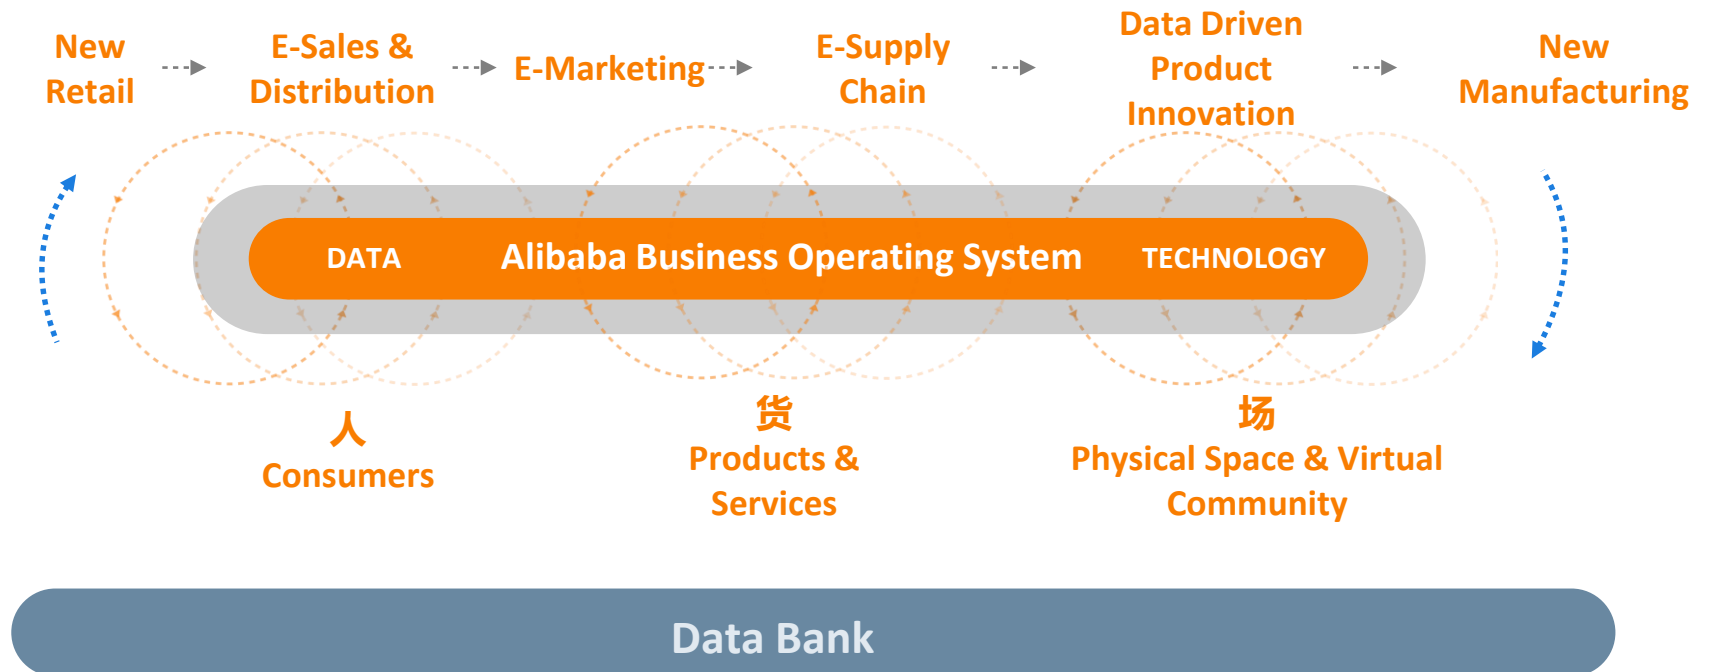 New
Retail
E-Sales &
Distribution
E-Marketing
E-Supply
Chain
Data Driven
Product
Innovation
New
Manufacturing
DATA
Alibaba Business Operating System
TECHNOLOGY
人
Consumers
货
Products &
Services
场
Physical Space & Virtual
Community
Data Bank